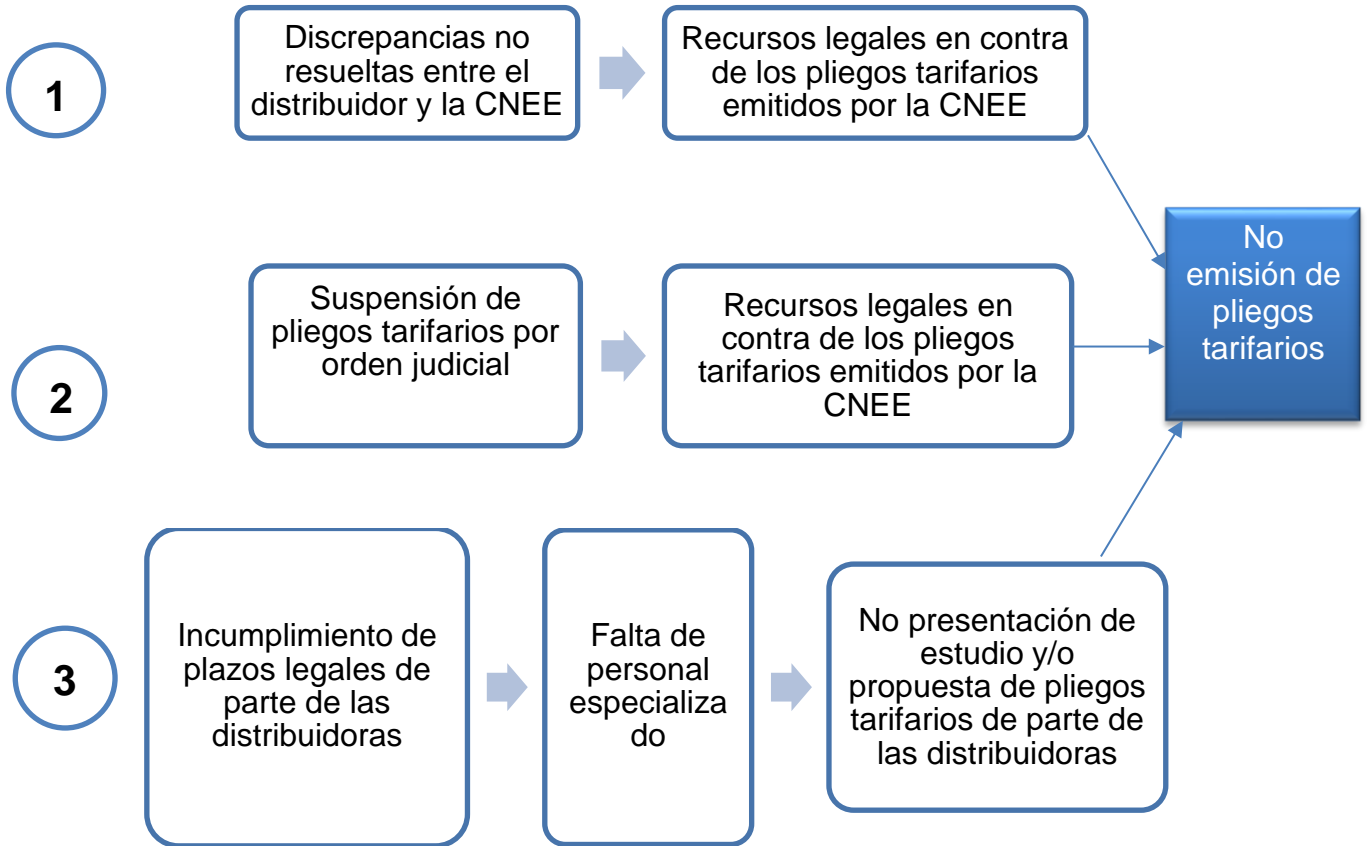 1
Discrepancias no
resueltas entre el
distribuidor y la CNEE
Recursos legales en contra
de los pliegos tarifarios
emitidos por la CNEE
2
Suspensión de
pliegos tarifarios por
orden judicial
Recursos legales en
contra de los pliegos
tarifarios emitidos por la
CNEE
No
emisión de
pliegos
tarifarios
3
Incumplimiento de
plazos legales de
parte de las
distribuidoras
Falta de
personal
especializa
do
No presentación de
estudio y/o
propuesta de pliegos
tarifarios de parte de
las distribuidoras